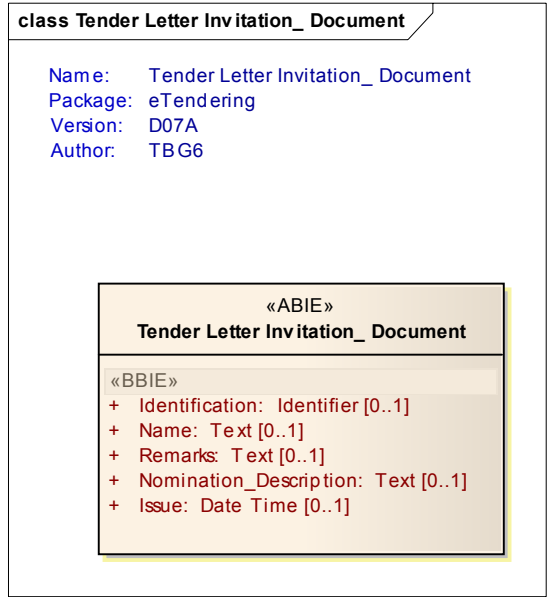 class Tender Letter Invitation_ Document
Name: Tender Letter Invitation_ Document
Package: eTendering
Version: D07A
Author: TBG6
«ABIE»
Tender Letter Invitation_ Document
«BBIE»
+ Identification: Identifier [0..1]
+ Name: Text [0..1]
+ Remarks: Text [0..1]
+ Nomination_Description: Text [0..1]
+ Issue: Date Time [0..1]